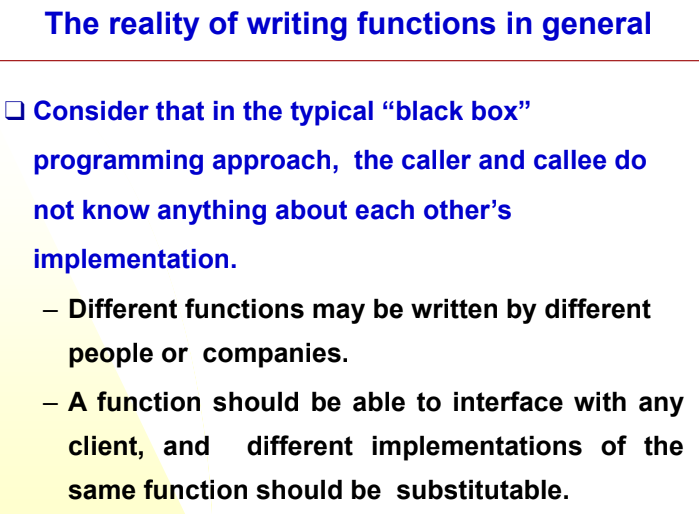 The reality of writing functions in general
❑ Consider that in the typical “black box”
programming approach, the caller and callee do
not know anything about each other’s
implementation.
– Different functions may be written by different
people or companies.
– A function should be able to interface with any
client, and different implementations of the
same function should be substitutable.